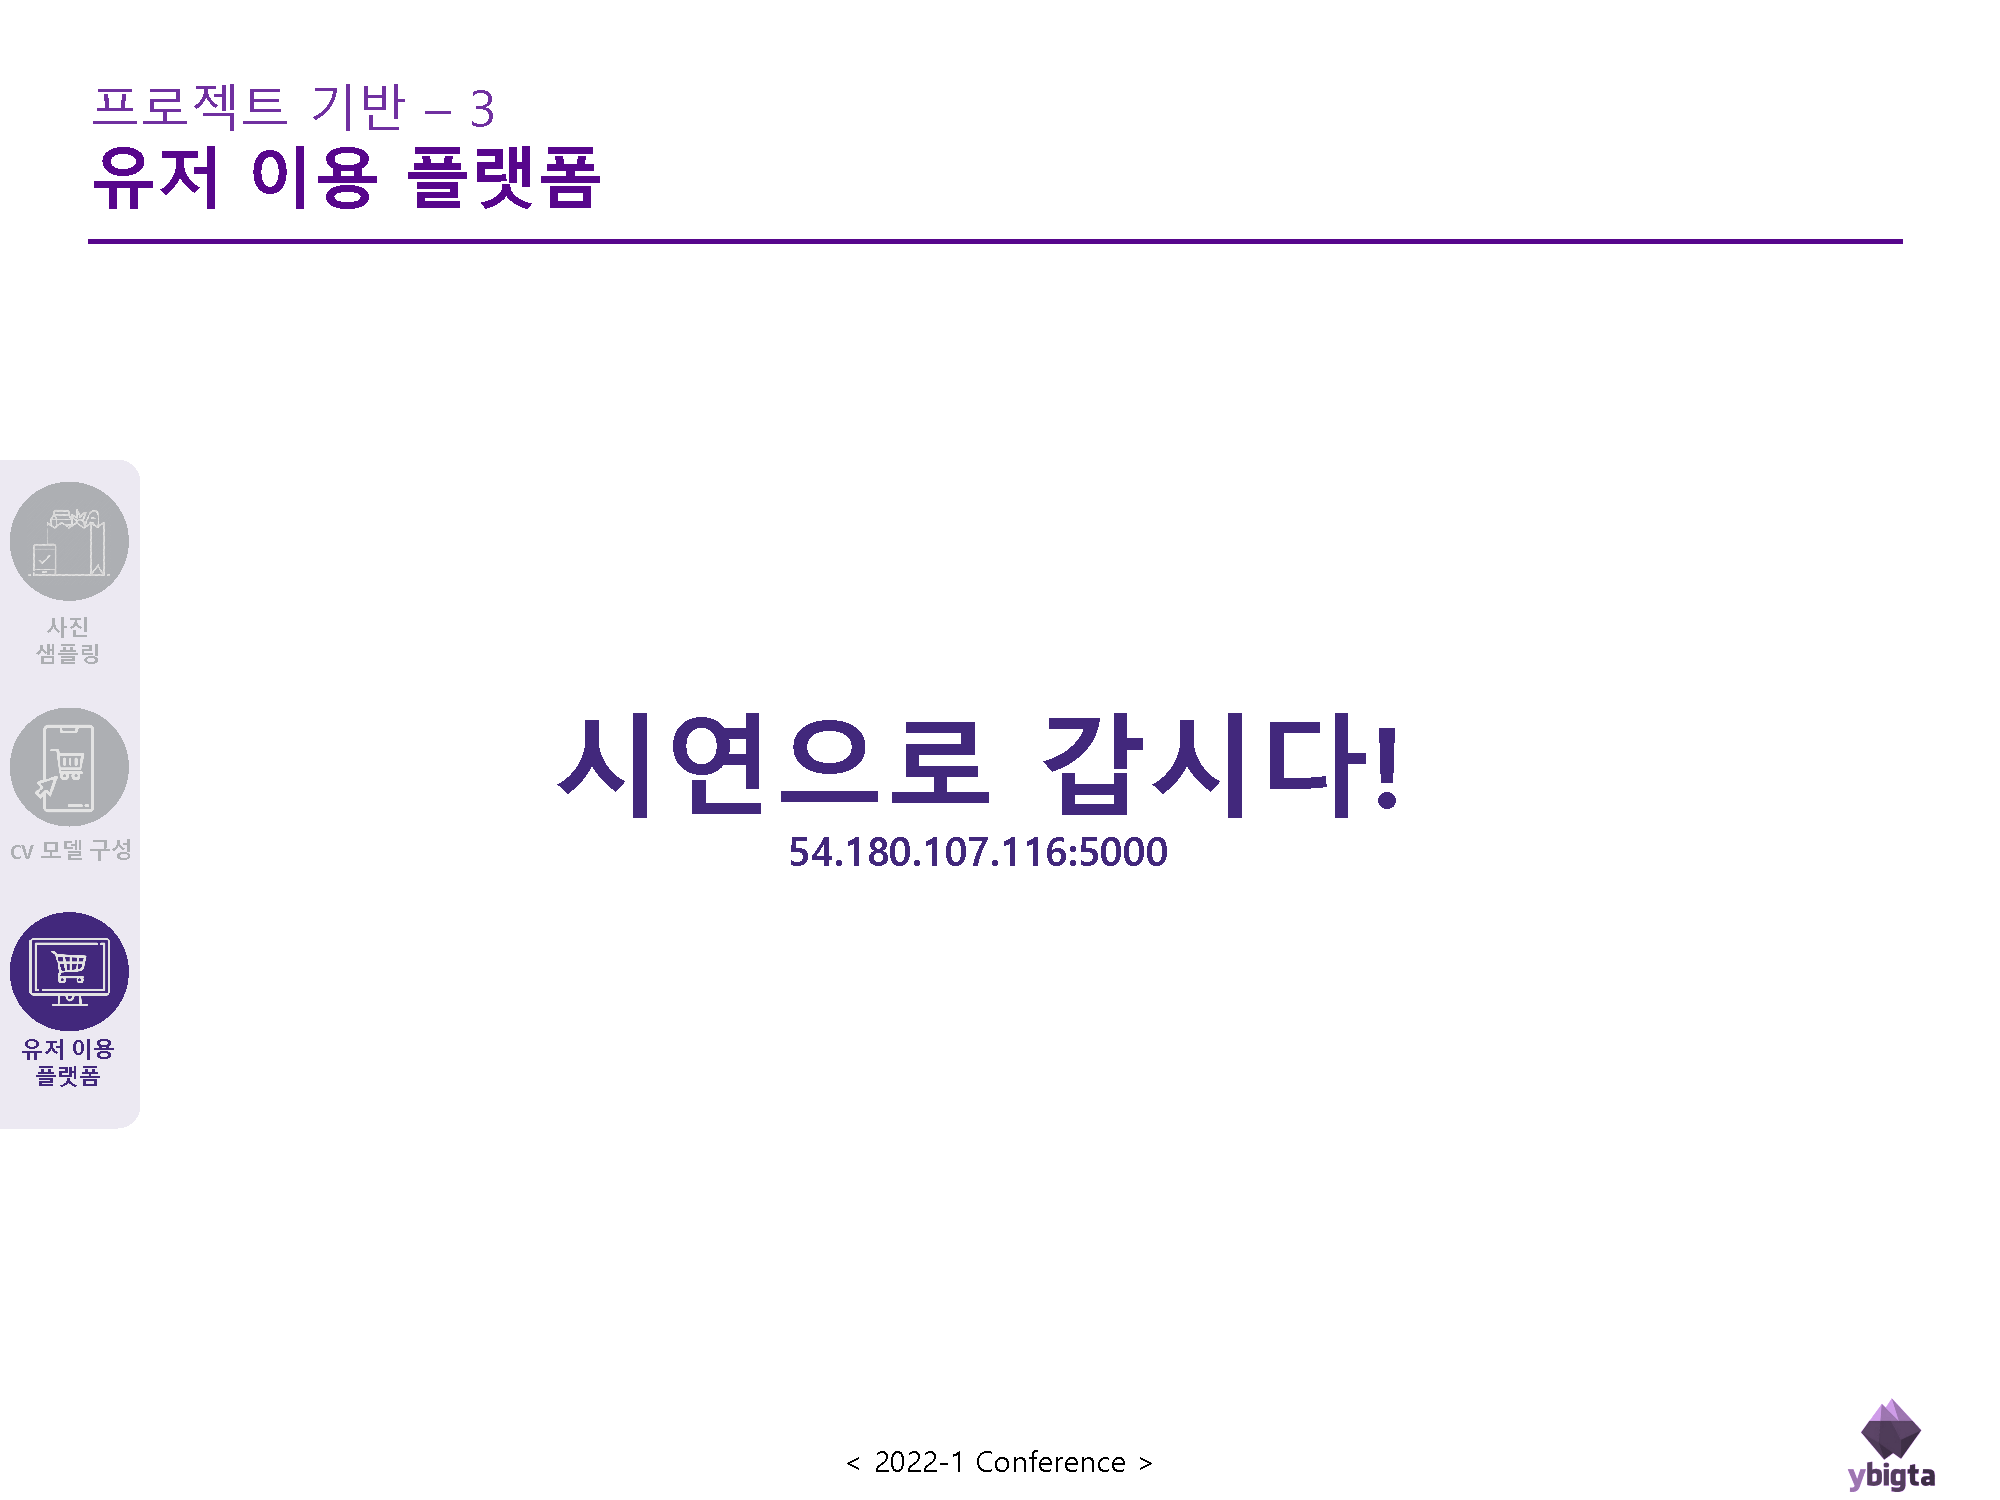 프로젝트 기반 – 3
유저 이용 플랫폼
사진
샘플링
CV 모델 구성
유저 이용
플랫폼
시연으로 갑시다!
54.180.107.116:5000
< 2022-1 Conference >
ybigta